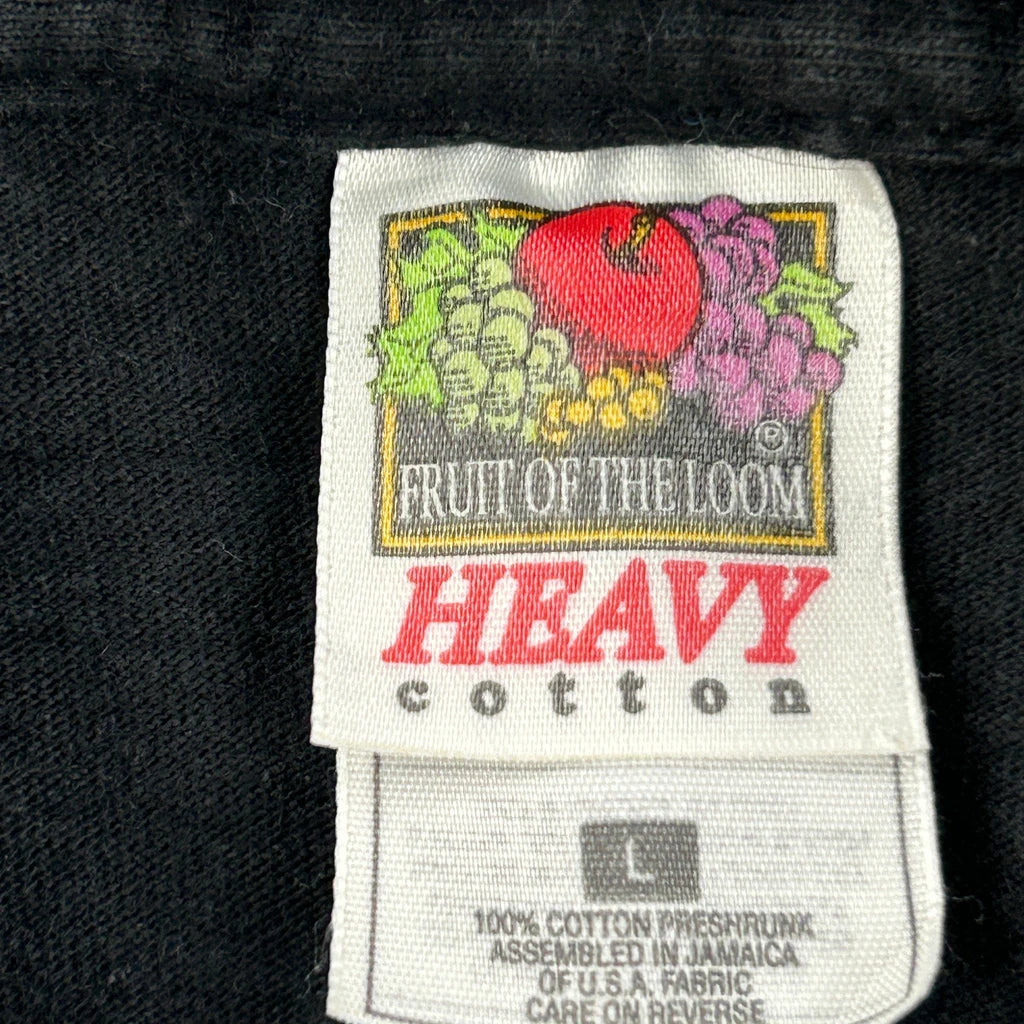 ®
FRUIT OF THE LOOM
HEAVY
cotton
L
100% COTTON PRESHRUNK
ASSEMBLED IN JAMAICA
OF U.S.A. FABRIC
CARE ON REVERSE